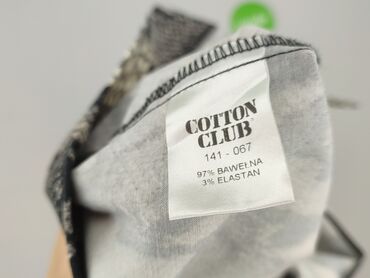 COTTON
CLUB
141 - 067
97% BAWEŁNA
3% ELASTAN